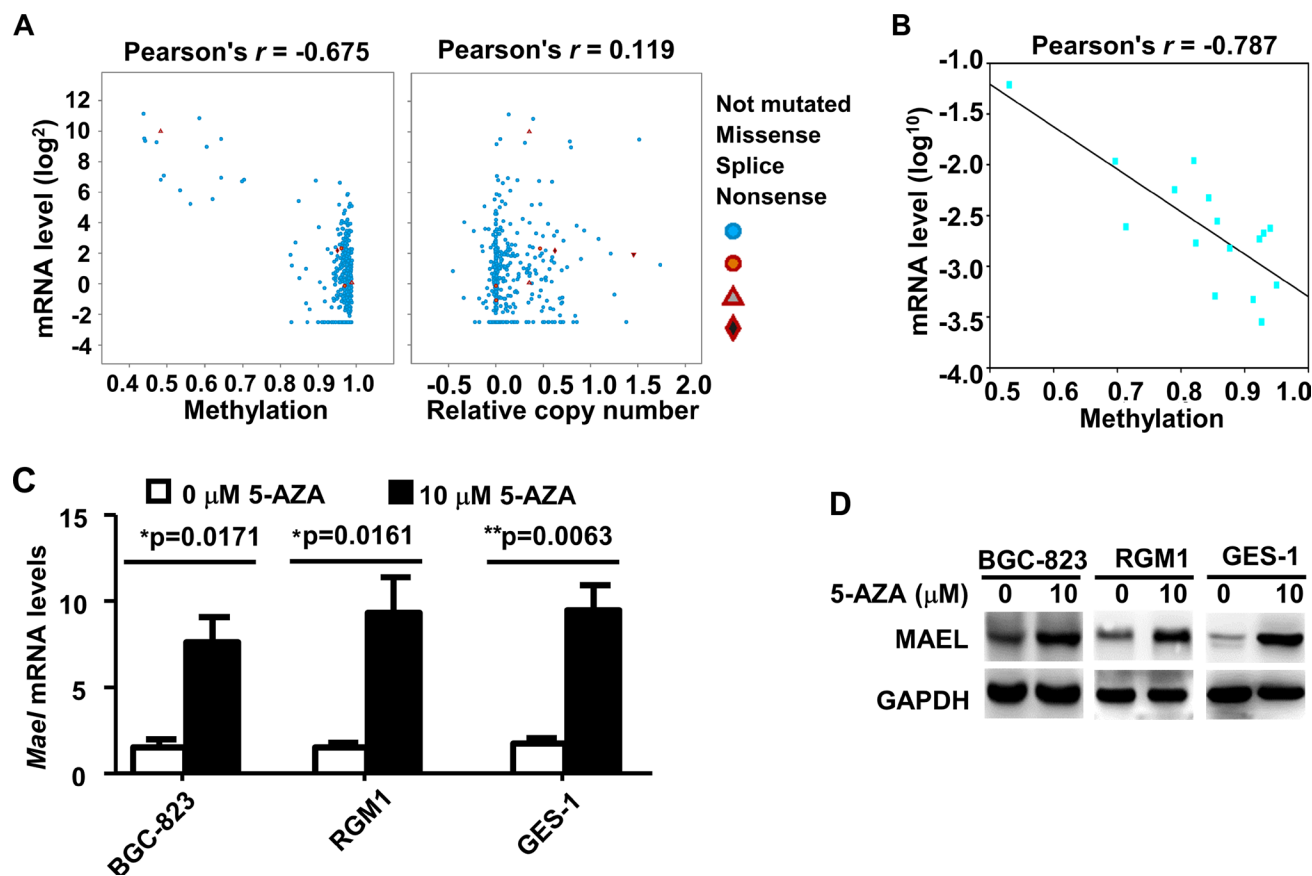 A
Pearson's r = -0.675
Pearson's r = 0.119
mRNA level (log²)
12
10
8
6
4
2
0
-2
-4
0.4 0.5 0.6 0.7 0.9 1.0
Methylation
-0.5 0.0 0.5 1.0 1.5 2.0
Relative copy number
Not mutated
Missense
Splice
Nonsense
B
Pearson's r = -0.787
mRNA level (log¹⁰)
-1.0
-1.5
-2.0
-2.5
-3.0
-3.5
-4.0
0.5 0.7 0.8 0.9 1.0
Methylation
C
0 μM 5-AZA
10 μM 5-AZA
Mael mRNA levels
15
10
5
0
*p=0.0171
*p=0.0161
**p=0.0063
BGC-823
RGM1
GES-1
D
BGC-823 RGM1 GES-1
5-AZA (μM) 0 10 0 10 0 10
MAEL
GAPDH